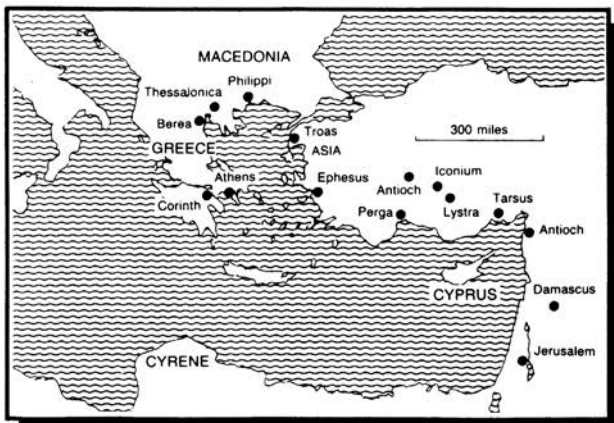 MACEDONIA
Philippi
Thessalonica
Berea
Troas
300 miles
GREECE
ASIA
Athens
Ephesus
Iconium
Antioch
Corinth
Lystra
Tarsus
Perga
Antioch
CYPRUS
Damascus
CYRENE
Jerusalem